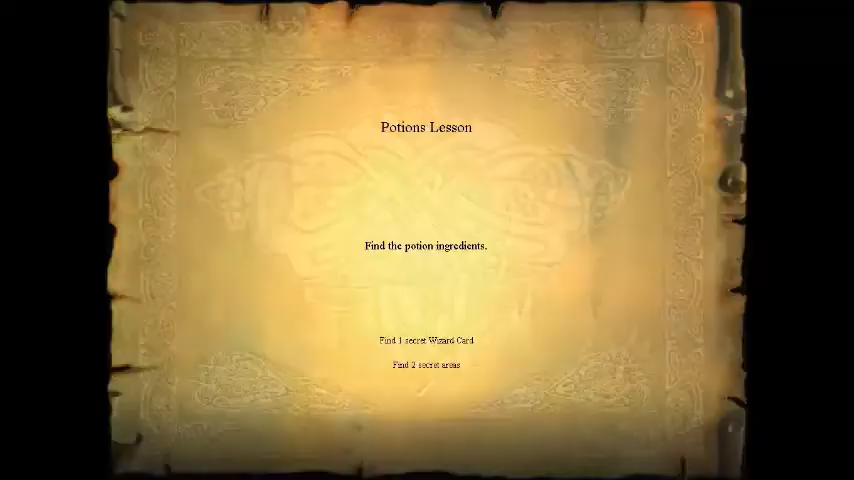 Potions Lesson
Find the potion ingredients.
Find 1 secret Wizard Card
Find 2 secret areas